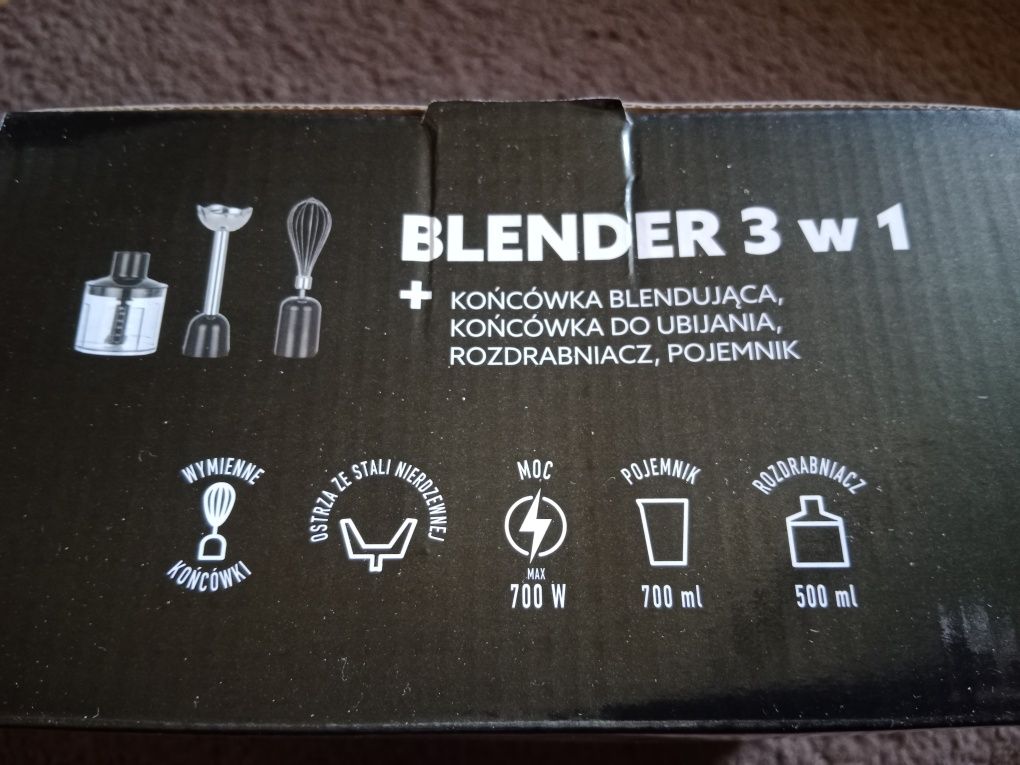 BLENDER 3 w 1
+ KOŃCÓWKA BLENDUJĄCA,
KOŃCÓWKA DO UBIJANIA,
ROZDRABNIACZ, POJEMNIK
WYMIENNE
KOŃCÓWKI
OSTRZA ZE STALI NIERDZEWNEJ
MOC
MAX
700 W
POJEMNIK
700 ml
ROZDRABNIACZ
500 ml